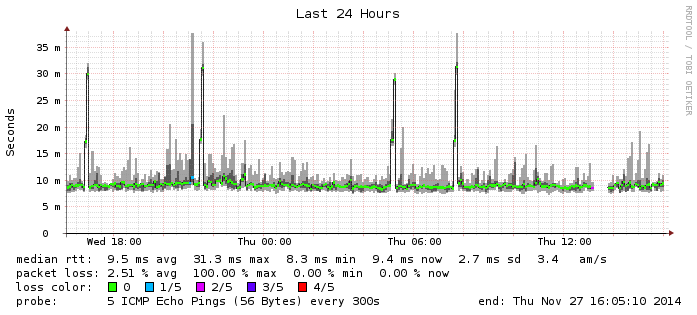 Last 24 Hours
RRDTOOL / TOBI OETIKER
Seconds
35 m
30 m
25 m
20 m
15 m
10 m
5 m
0
Wed 18:00 Thu 00:00 Thu 06:00 Thu 12:00
median rtt: 9.5 ms avg 31.3 ms max 8.3 ms min 9.4 ms now 2.7 ms sd 3.4 am/s
packet loss: 2.51 % avg 100.00 % max 0.00 % min 0.00 % now
loss color: 0 1/5 2/5 3/5 4/5
probe: 5 ICMP Echo Pings (56 Bytes) every 300s end: Thu Nov 27 16:05:10 2014